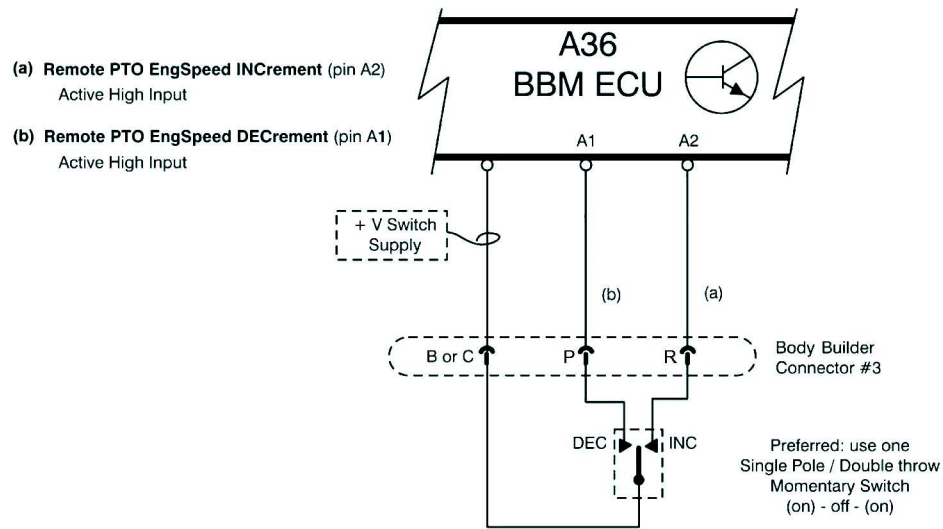 (a) Remote PTO EngSpeed INCrement (pin A2)
Active High Input
(b) Remote PTO EngSpeed DECrement (pin A1)
Active High Input
A36
BBM ECU
A1
A2
+ V Switch
Supply
(b)
(a)
B or C
P
R
Body Builder
Connector #3
DEC
INC
Preferred: use one
Single Pole / Double throw
Momentary Switch
(on) - off - (on)